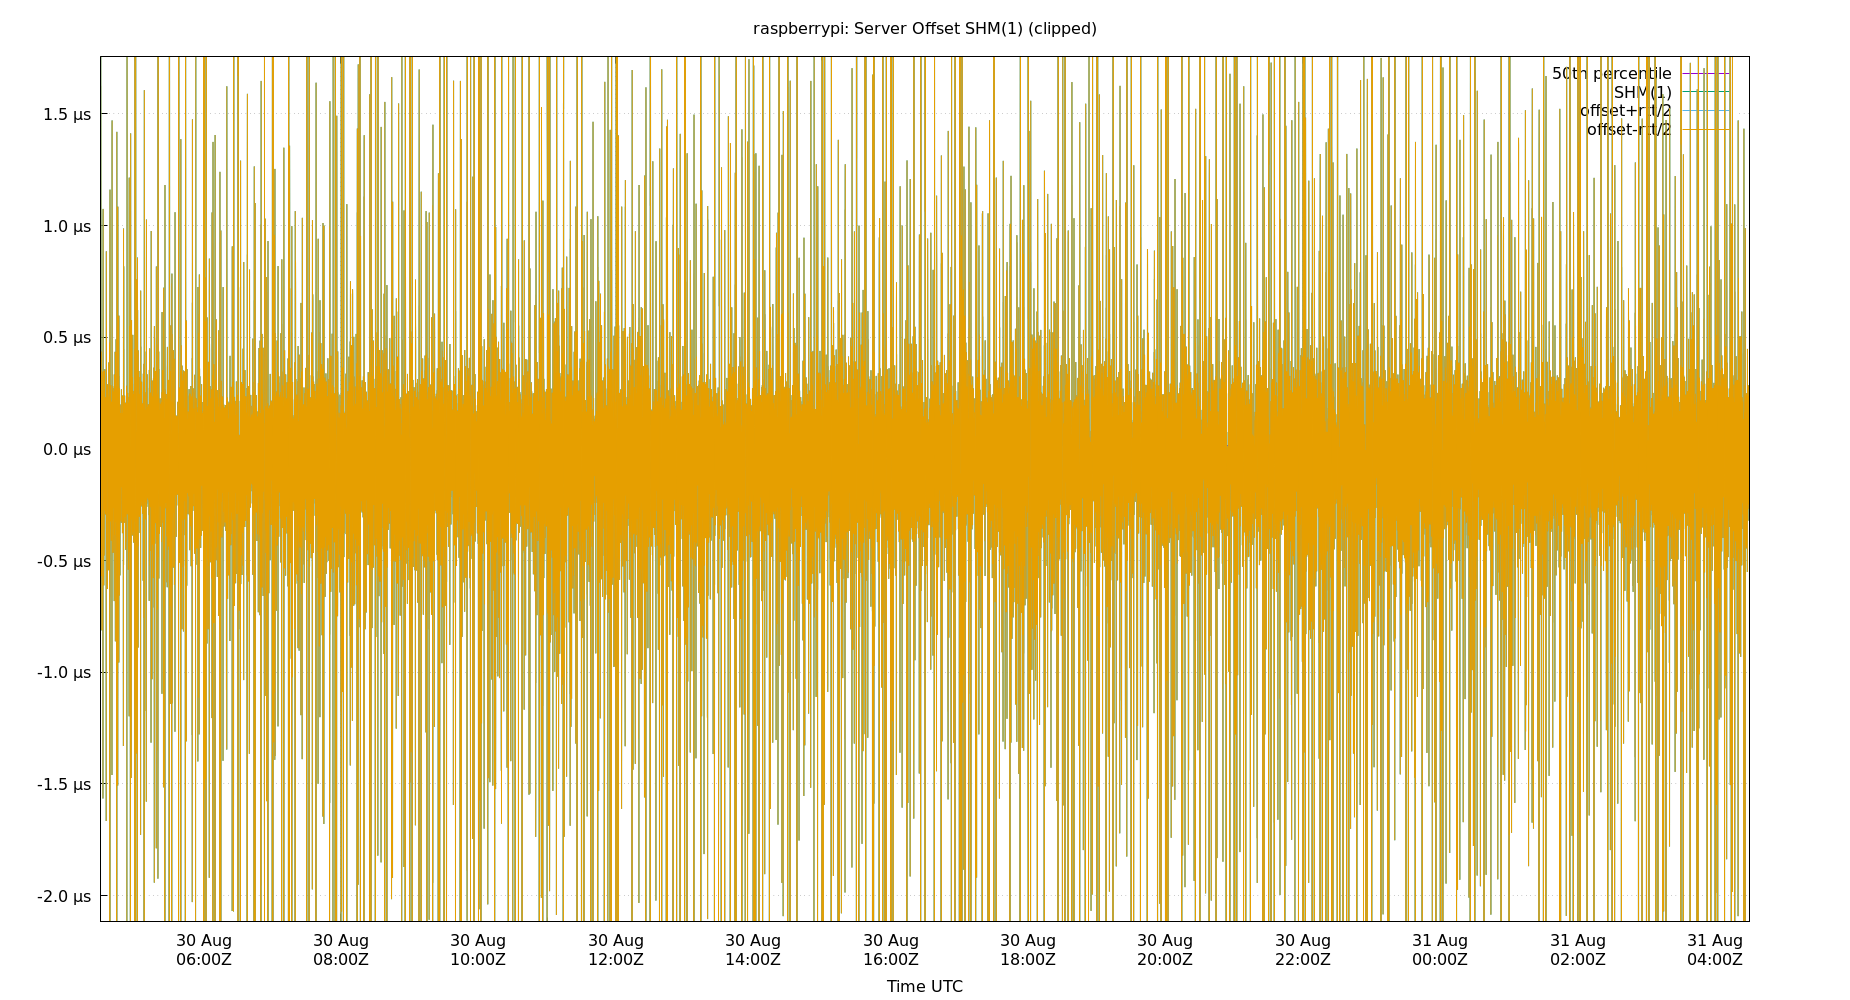 raspberrypi: Server Offset SHM(1) (clipped)
50th percentile
SHM(1)
offset+rtt/2
offset-rtt/2
1.5 µs
1.0 µs
0.5 µs
0.0 µs
-0.5 µs
-1.0 µs
-1.5 µs
-2.0 µs
30 Aug 30 Aug 30 Aug 30 Aug 30 Aug 30 Aug 30 Aug 30 Aug 30 Aug 31 Aug 31 Aug 31 Aug
06:00Z 08:00Z 10:00Z 12:00Z 14:00Z 16:00Z 18:00Z 20:00Z 22:00Z 00:00Z 02:00Z 04:00Z
Time UTC